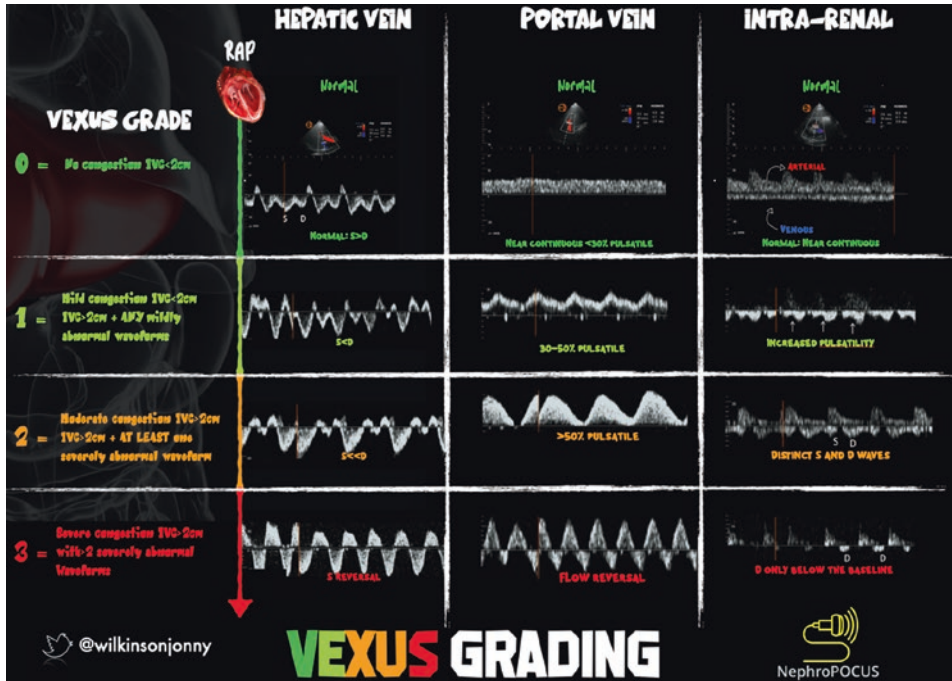 HEPATIC VEIN
PORTAL VEIN
INTRA-RENAL
RAP
VEXUS GRADE
Normal
Normal
Normal
0 = No congestion IVC<2cm
S D
NORMAL: S>D
NEAR CONTINUOUS <30% PULSATILE
ARTERIAL
VENOUS
NORMAL: NEAR CONTINUOUS
1 = Mild congestion IVC<2cm
IVC>2cm + ANY mildly
abnormal waveforms
S<D
30-50% PULSATILE
INCREASED PULSATILITY
2 = Moderate congestion IVC>2cm
IVC>2cm + AT LEAST one
severely abnormal waveform
S<<D
>50% PULSATILE
S D
DISTINCT S AND D WAVES
3 = Severe congestion IVC>2cm
with>2 severely abnormal
Waveforms
S REVERSAL
FLOW REVERSAL
D D
D ONLY BELOW THE BASELINE
@wilkinsonjonny
VEXUS GRADING
NephroPOCUS